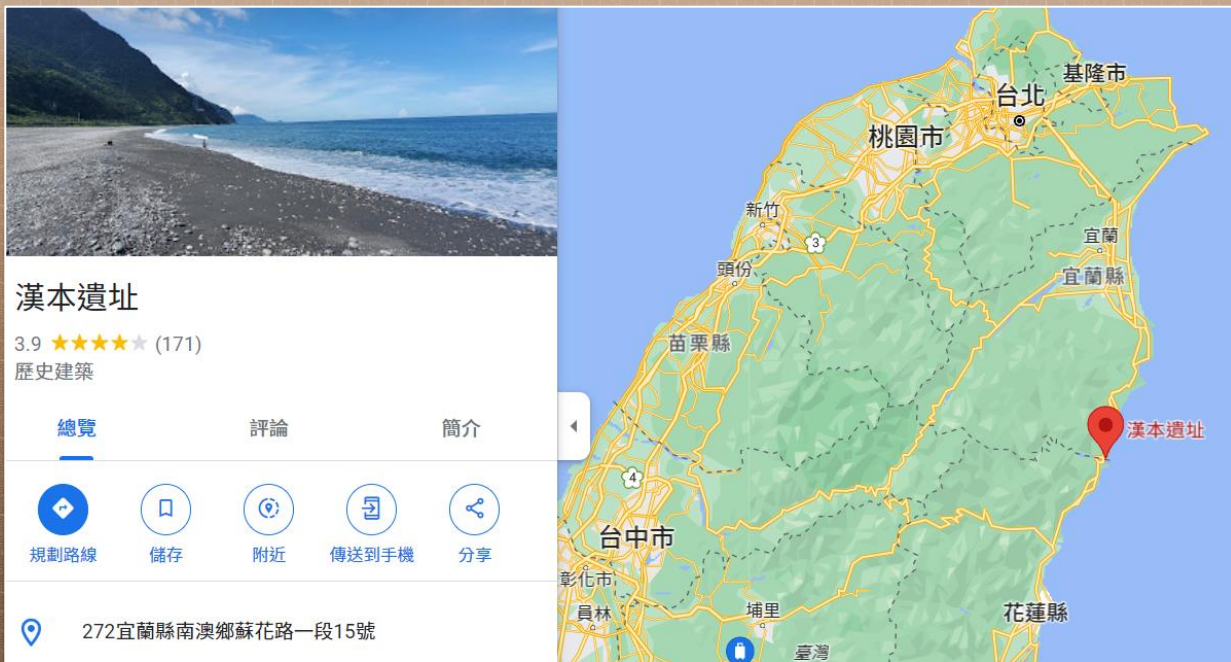 漢本遺址
3.9 ★★★★★ (171)
歷史建築
總覽 評論 簡介
規劃路線 儲存 附近 傳送到手機 分享
272宜蘭縣南澳鄉蘇花路一段15號
基隆市
台北
桃園市
新竹
3
宜蘭
頭份
宜蘭縣
苗栗縣
漢本遺址
4
台中市
彰化市
員林
埔里
花蓮縣
臺灣